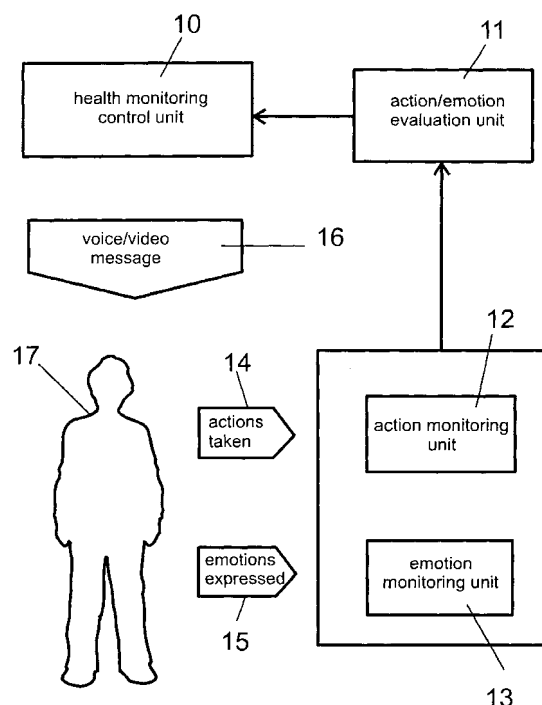 10
11
health monitoring
control unit
action/emotion
evaluation unit
voice/video
message
16
12
17
14
actions
taken
action monitoring
unit
emotions
expressed
emotion
monitoring unit
15
13